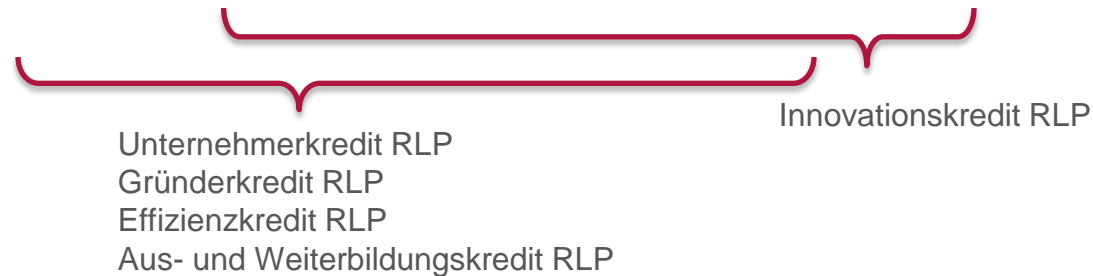 Innovationskredit RLP
Unternehmerkredit RLP
Gründerkredit RLP
Effizienzkredit RLP
Aus- und Weiterbildungskredit RLP